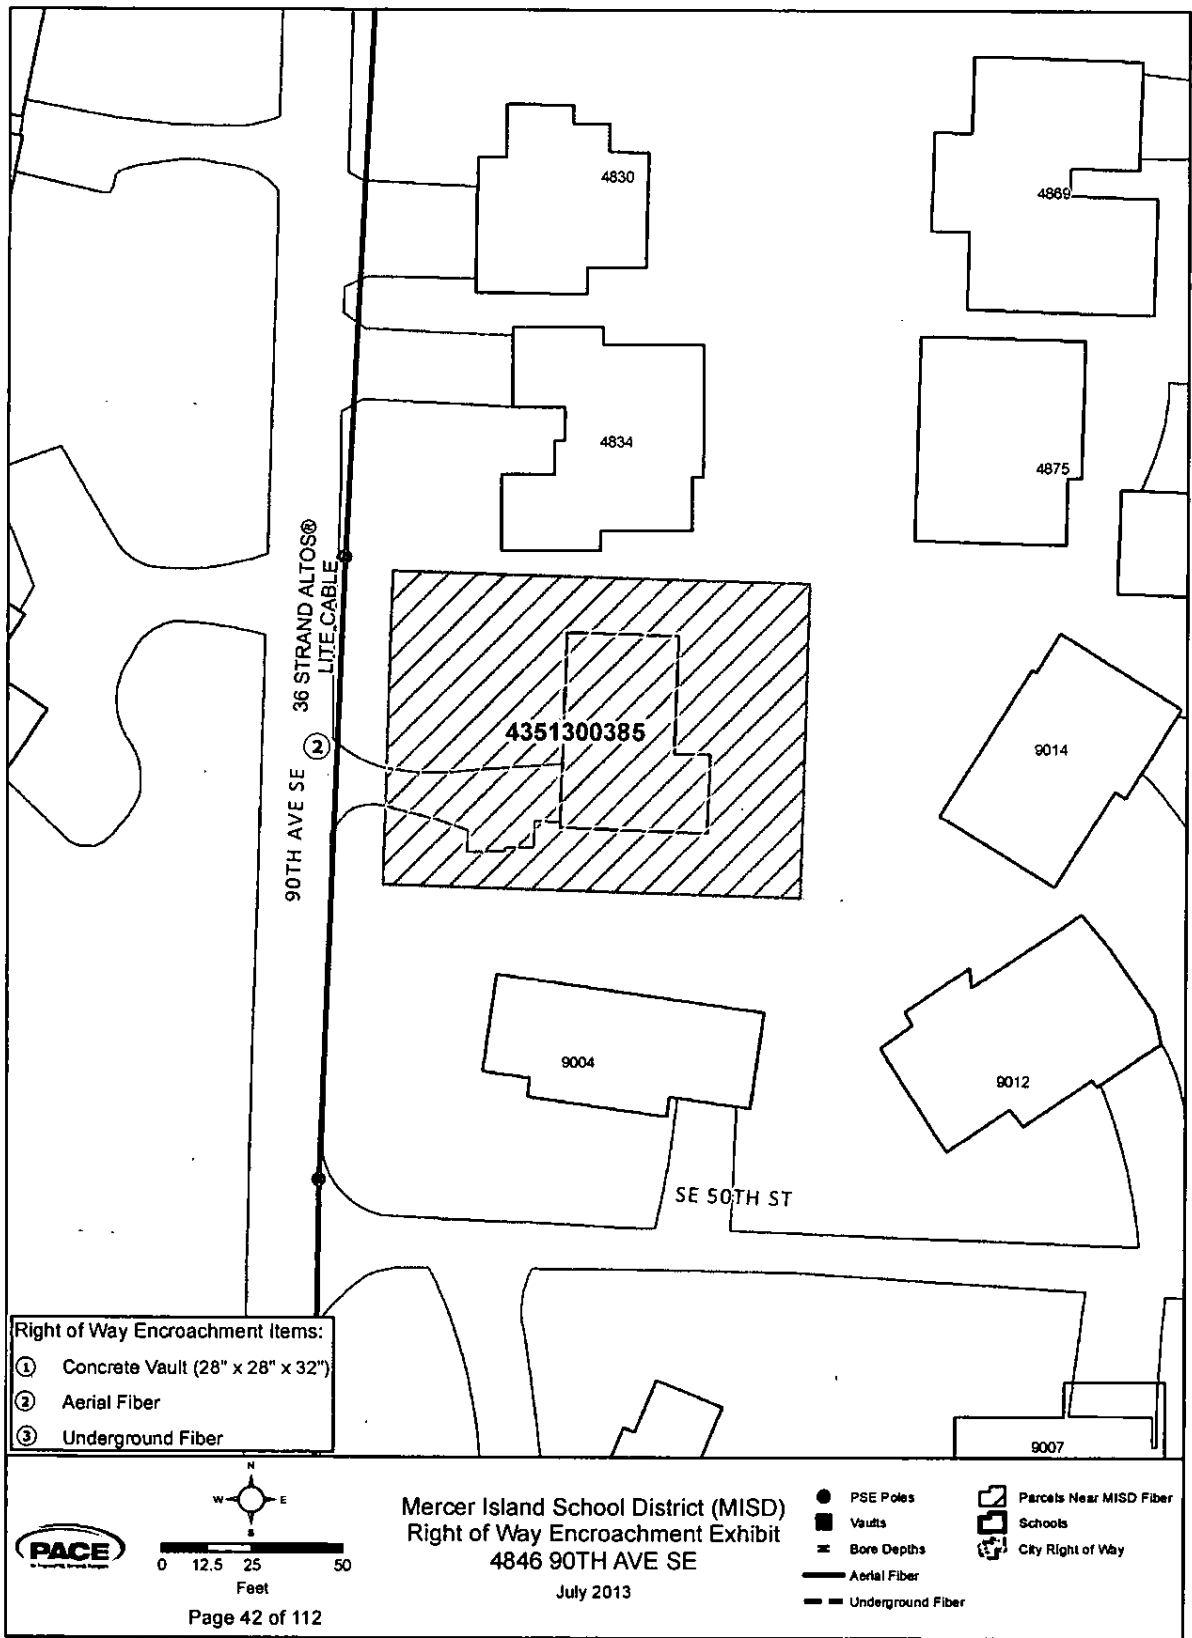 4830
4869
4834
4875
36 STRAND ALTOS®
LITE CABLE
4351300385
②
90TH AVE SE
9014
9004
9012
SE 50TH ST
9007
Right of Way Encroachment Items:
① Concrete Vault (28" x 28" x 32")
② Aerial Fiber
③ Underground Fiber
PACE
N
W E
S
0 12.5 25 50
Feet
Page 42 of 112
Mercer Island School District (MISD)
Right of Way Encroachment Exhibit
4846 90TH AVE SE
July 2013
PSE Poles
Vaults
Bore Depths
Aerial Fiber
Underground Fiber
Parcels Near MISD Fiber
Schools
City Right of Way